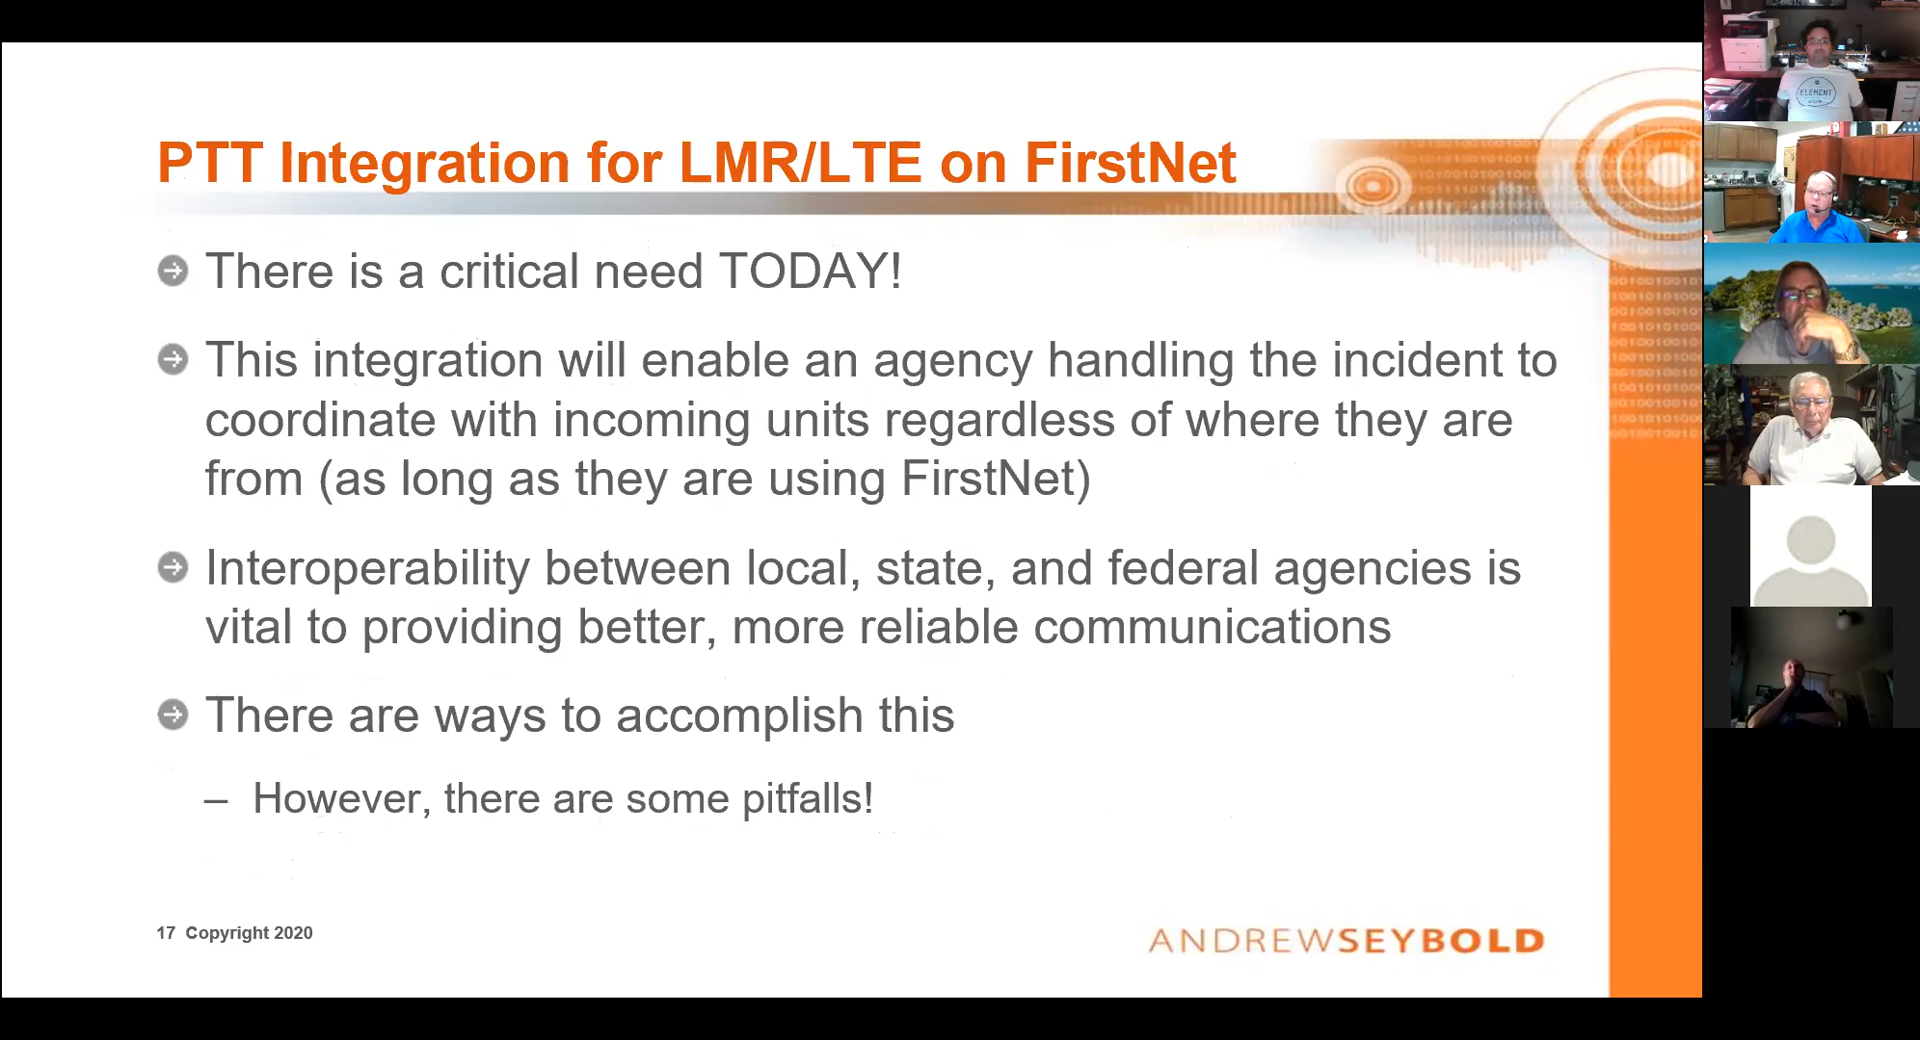 PTT Integration for LMR/LTE on FirstNet
There is a critical need TODAY!
This integration will enable an agency handling the incident to
coordinate with incoming units regardless of where they are
from (as long as they are using FirstNet)
Interoperability between local, state, and federal agencies is
vital to providing better, more reliable communications
There are ways to accomplish this
– However, there are some pitfalls!
17 Copyright 2020
ANDREWSEYBOLD
ELEMENT